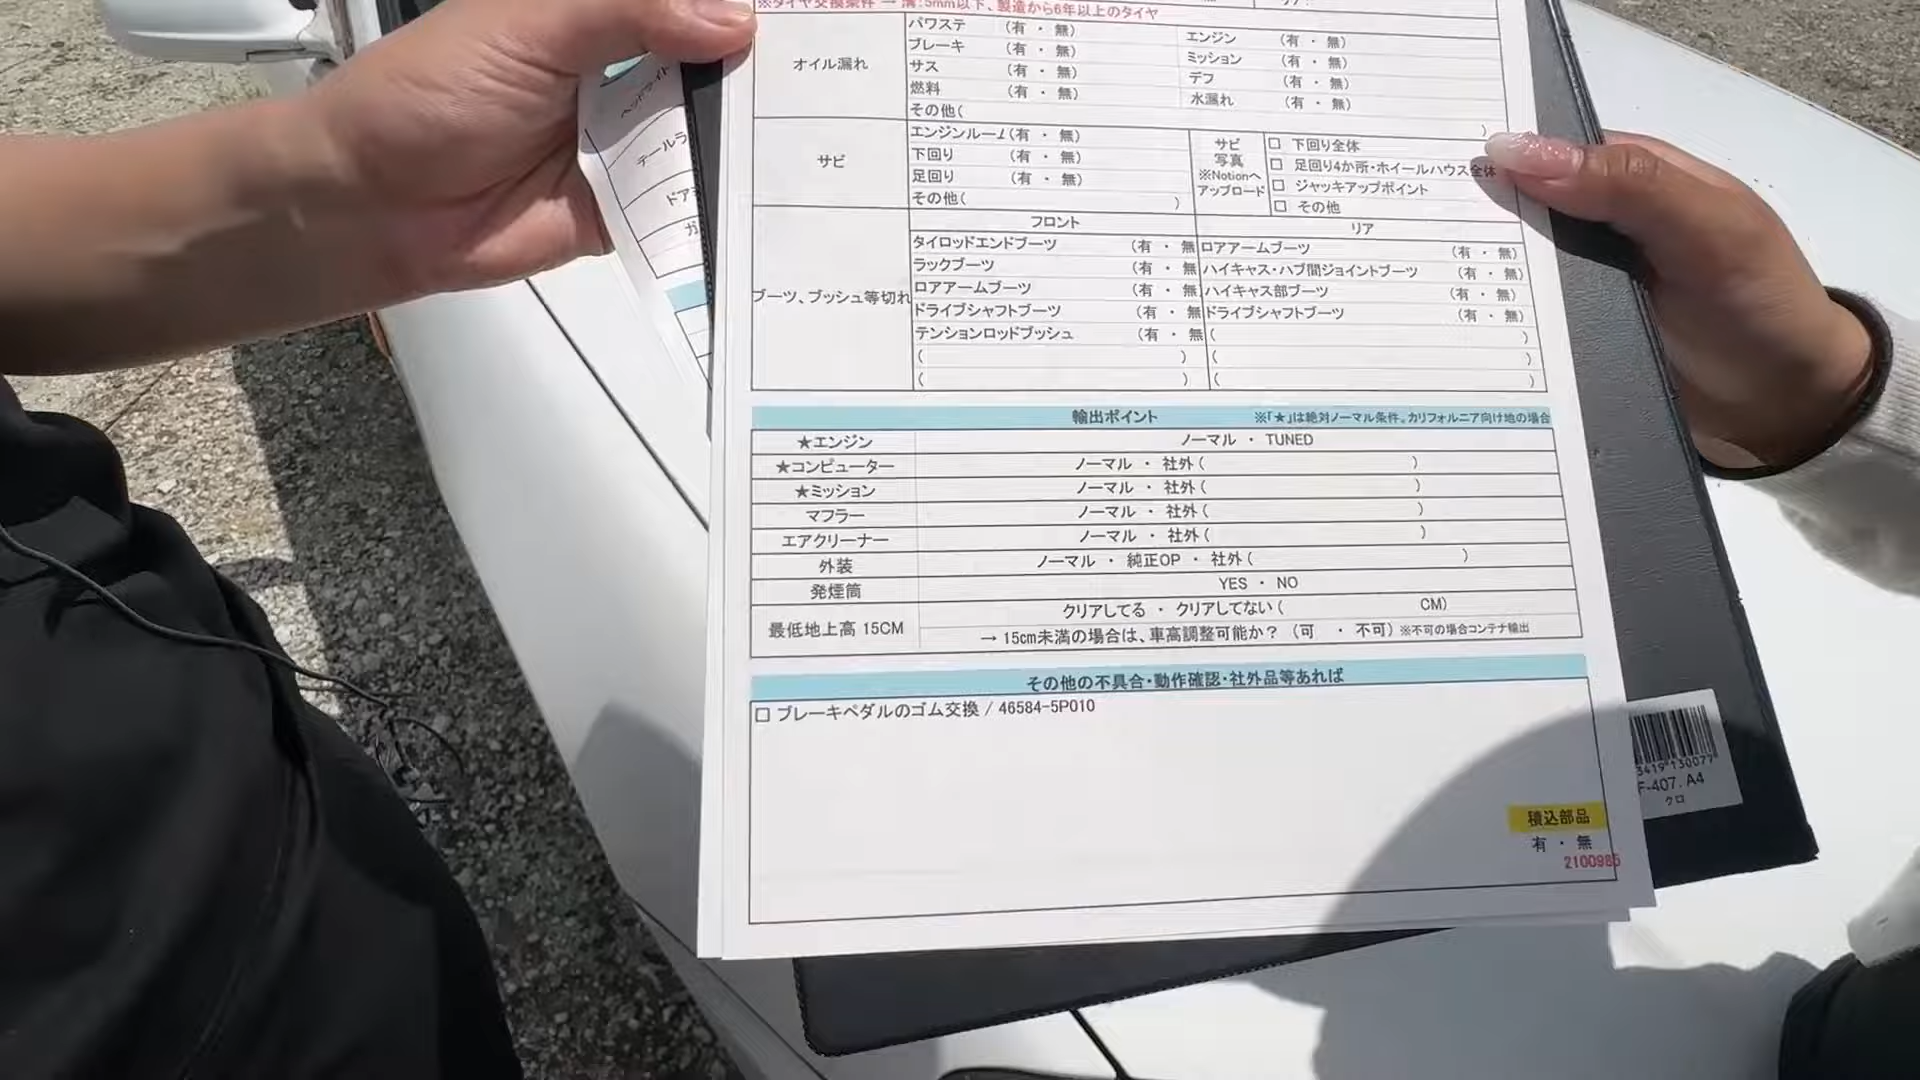 ※タイヤ交換条件 → 溝:5mm以下、製造から6年以上のタイヤ
オイル漏れ
パワステ (有 ・ 無) エンジン (有 ・ 無)
ブレーキ (有 ・ 無) ミッション (有 ・ 無)
サス (有 ・ 無) デフ (有 ・ 無)
燃料 (有 ・ 無) 水漏れ (有 ・ 無)
その他( )
サビ
エンジンルーム(有 ・ 無)
下回り (有 ・ 無)
足回り (有 ・ 無)
その他( )
サビ
写真
※Notionへ
アップロード
□ 下回り全体
□ 足回り4か所・ホイールハウス全体
□ ジャッキアップポイント
□ その他
ブーツ、ブッシュ等切れ
フロント リア
タイロッドエンドブーツ (有 ・ 無 ロアアームブーツ (有 ・ 無)
ラックブーツ (有 ・ 無 ハイキャス・ハブ間ジョイントブーツ (有 ・ 無)
ロアアームブーツ (有 ・ 無 ハイキャス部ブーツ (有 ・ 無)
ドライブシャフトブーツ (有 ・ 無 ドライブシャフトブーツ (有 ・ 無)
テンションロッドブッシュ (有 ・ 無 ( )
( ) ( )
( ) ( )
輸出ポイント ※「★」は絶対ノーマル条件。カリフォルニア向け地の場合
★エンジン ノーマル ・ TUNED
★コンピューター ノーマル ・ 社外( )
★ミッション ノーマル ・ 社外( )
マフラー ノーマル ・ 社外( )
エアクリーナー ノーマル ・ 社外( )
外装 ノーマル ・ 純正OP ・ 社外( )
発煙筒 YES ・ NO
最低地上高 15CM クリアしてる ・ クリアしてない( CM)
→ 15cm未満の場合は、車高調整可能か? (可 ・ 不可) ※不可の場合コンテナ輸出
その他の不具合・動作確認・社外品等あれば
□ ブレーキペダルのゴム交換 / 46584-5P010
積込部品
有 ・ 無
2100985
ヘッドライト
テールラ
ドア
ガ
3419"130077
F-407. A4
クロ